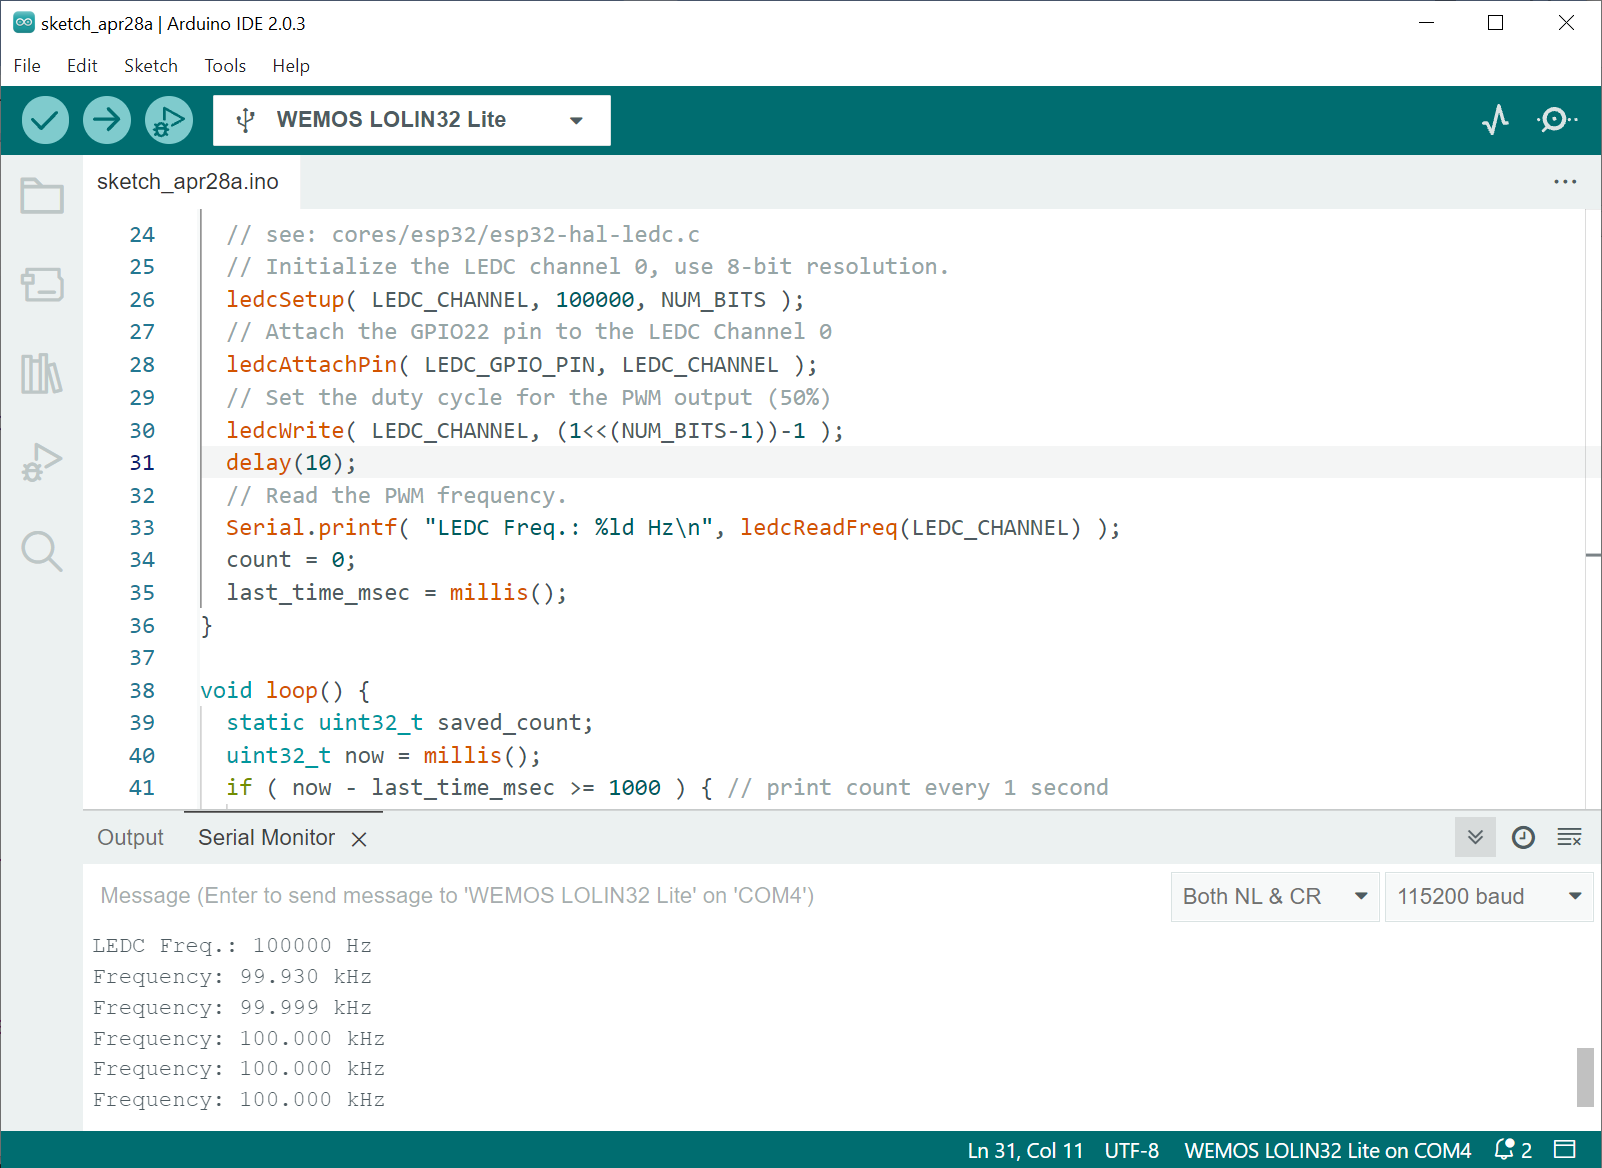 sketch_apr28a | Arduino IDE 2.0.3
File Edit Sketch Tools Help
WEMOS LOLIN32 Lite
sketch_apr28a.ino
24 // see: cores/esp32/esp32-hal-ledc.c
25 // Initialize the LEDC channel 0, use 8-bit resolution.
26 ledcSetup( LEDC_CHANNEL, 100000, NUM_BITS );
27 // Attach the GPIO22 pin to the LEDC Channel 0
28 ledcAttachPin( LEDC_GPIO_PIN, LEDC_CHANNEL );
29 // Set the duty cycle for the PWM output (50%)
30 ledcWrite( LEDC_CHANNEL, (1<<(NUM_BITS-1))-1 );
31 delay(10);
32 // Read the PWM frequency.
33 Serial.printf( "LEDC Freq.: %ld Hz\n", ledcReadFreq(LEDC_CHANNEL) );
34 count = 0;
35 last_time_msec = millis();
36 }
37
38 void loop() {
39 static uint32_t saved_count;
40 uint32_t now = millis();
41 if ( now - last_time_msec >= 1000 ) { // print count every 1 second
Output Serial Monitor
Message (Enter to send message to 'WEMOS LOLIN32 Lite' on 'COM4') Both NL & CR 115200 baud
LEDC Freq.: 100000 Hz
Frequency: 99.930 kHz
Frequency: 99.999 kHz
Frequency: 100.000 kHz
Frequency: 100.000 kHz
Frequency: 100.000 kHz
Ln 31, Col 11 UTF-8 WEMOS LOLIN32 Lite on COM4 2